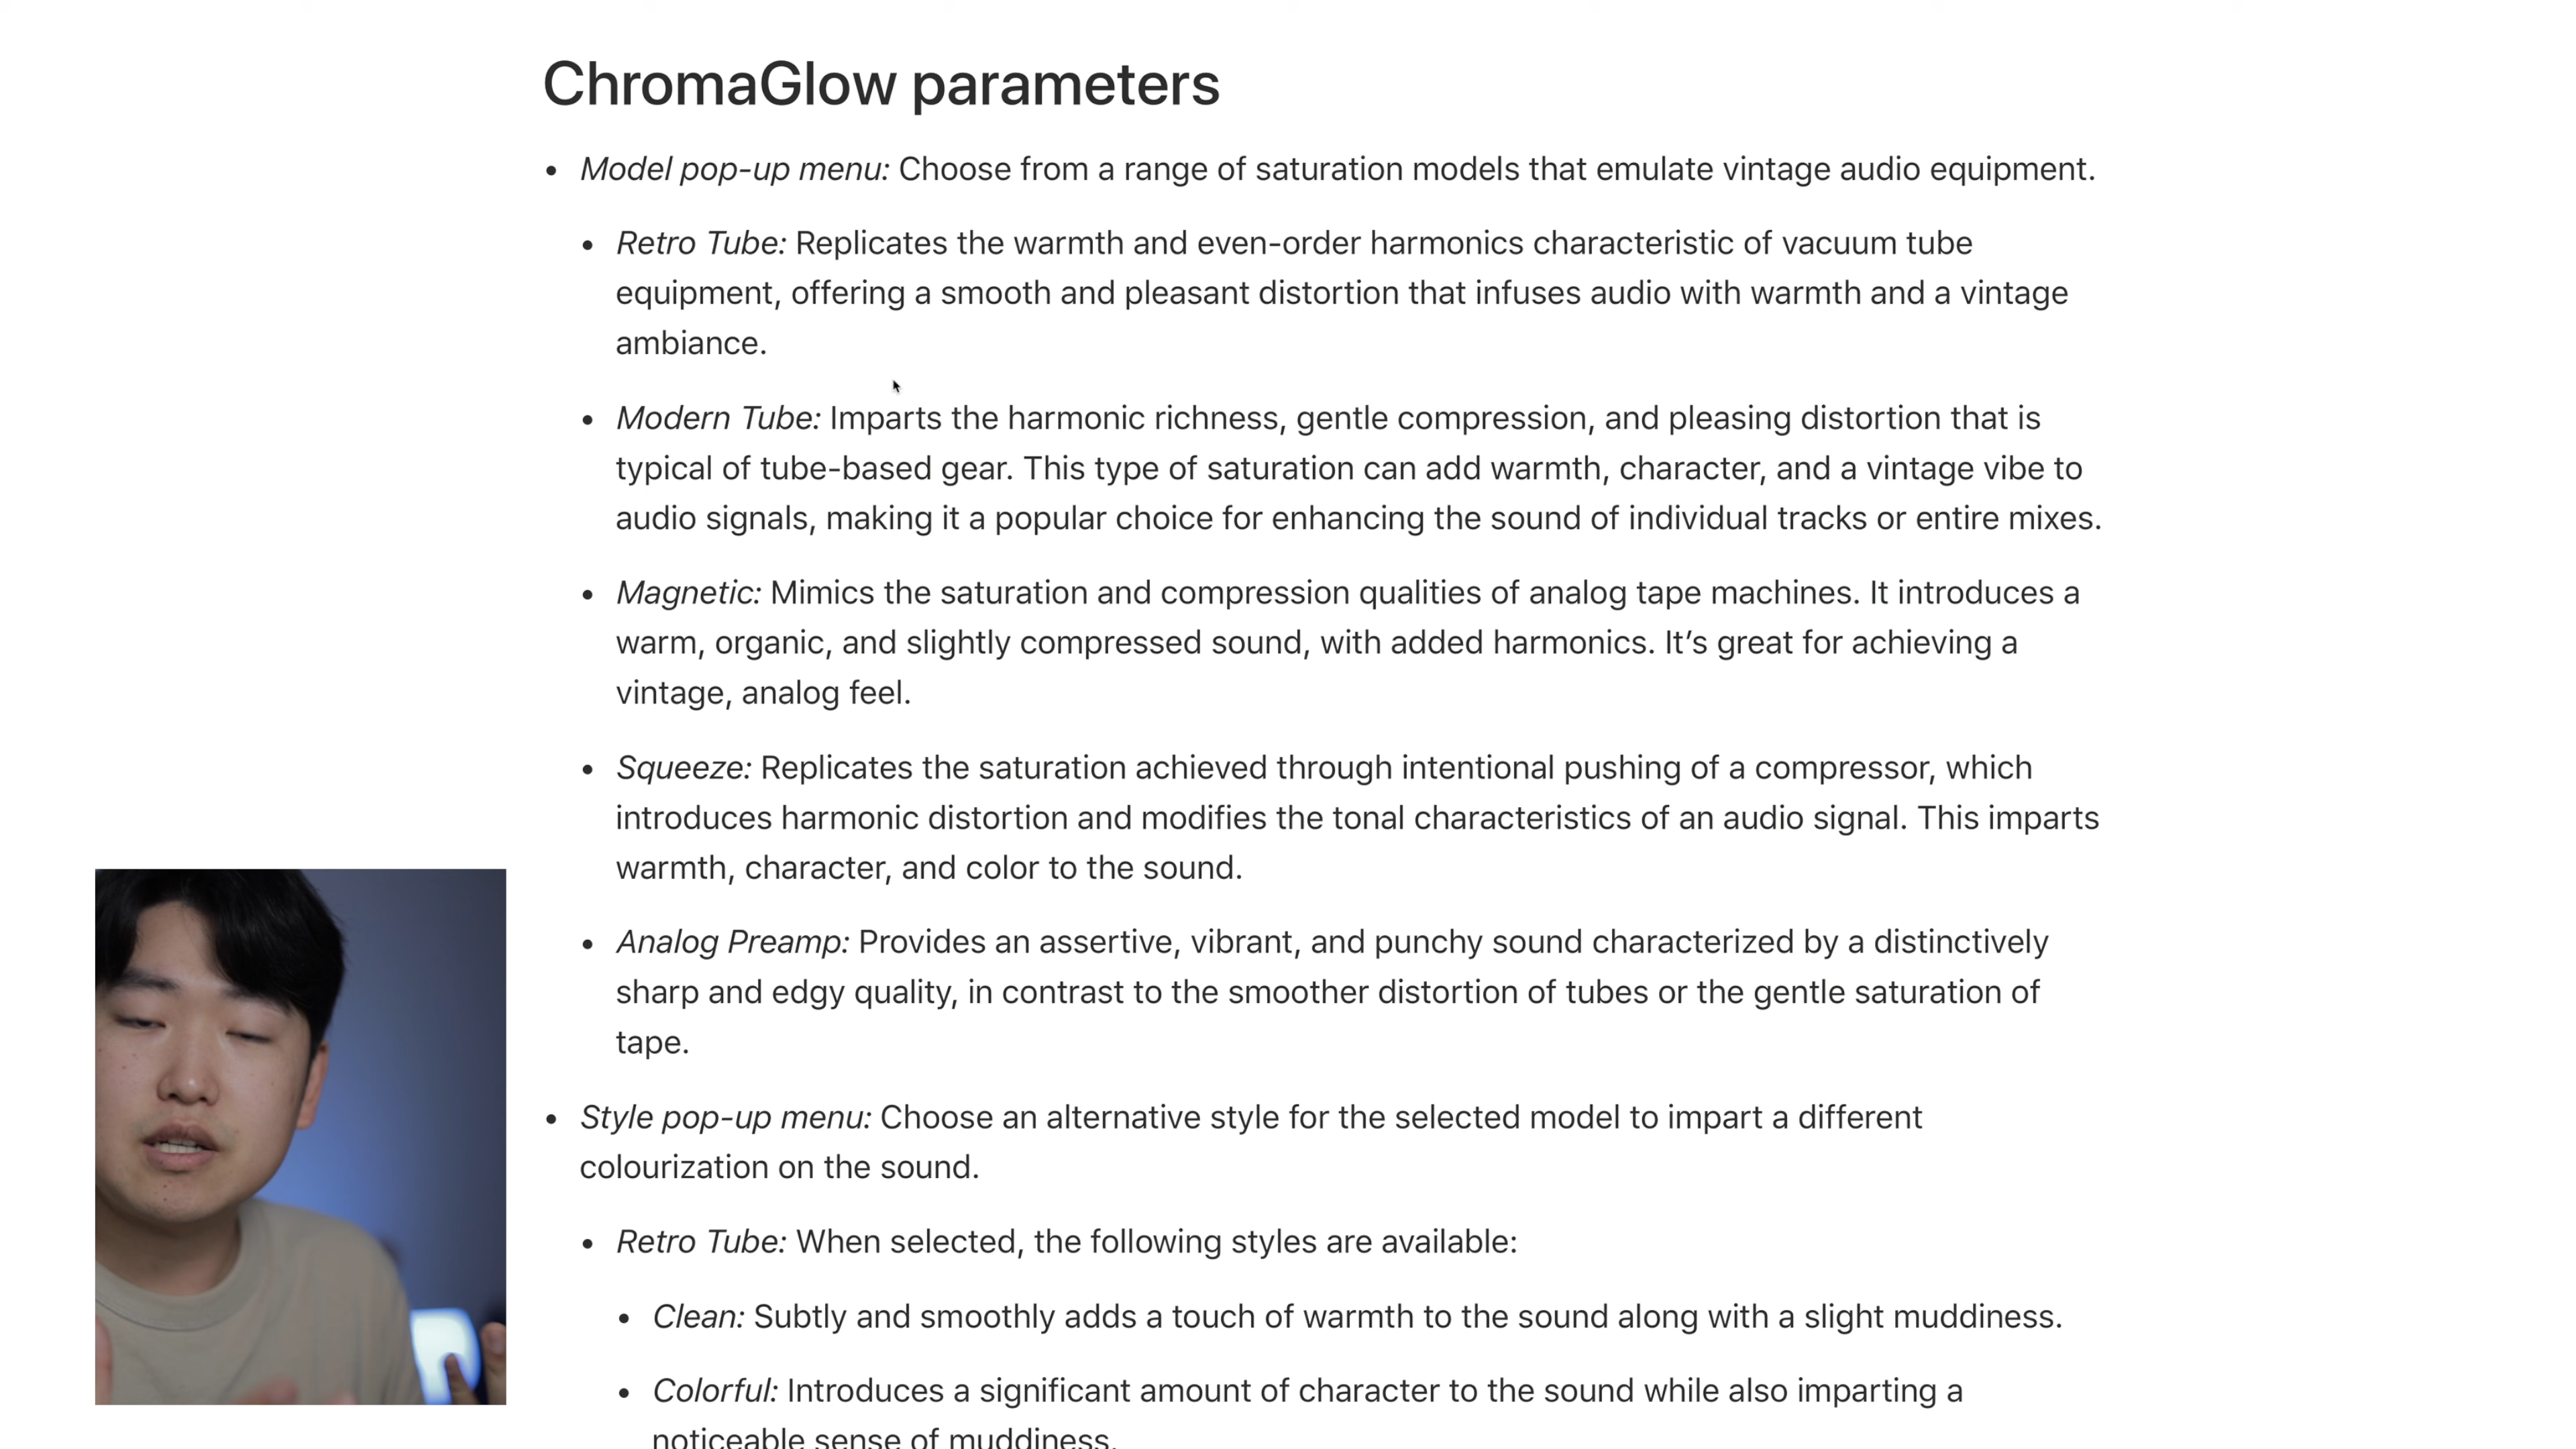 ChromaGlow parameters
• Model pop-up menu: Choose from a range of saturation models that emulate vintage audio equipment.
• Retro Tube: Replicates the warmth and even-order harmonics characteristic of vacuum tube
equipment, offering a smooth and pleasant distortion that infuses audio with warmth and a vintage
ambiance.
• Modern Tube: Imparts the harmonic richness, gentle compression, and pleasing distortion that is
typical of tube-based gear. This type of saturation can add warmth, character, and a vintage vibe to
audio signals, making it a popular choice for enhancing the sound of individual tracks or entire mixes.
• Magnetic: Mimics the saturation and compression qualities of analog tape machines. It introduces a
warm, organic, and slightly compressed sound, with added harmonics. It’s great for achieving a
vintage, analog feel.
• Squeeze: Replicates the saturation achieved through intentional pushing of a compressor, which
introduces harmonic distortion and modifies the tonal characteristics of an audio signal. This imparts
warmth, character, and color to the sound.
• Analog Preamp: Provides an assertive, vibrant, and punchy sound characterized by a distinctively
sharp and edgy quality, in contrast to the smoother distortion of tubes or the gentle saturation of
tape.
• Style pop-up menu: Choose an alternative style for the selected model to impart a different
colourization on the sound.
• Retro Tube: When selected, the following styles are available:
• Clean: Subtly and smoothly adds a touch of warmth to the sound along with a slight muddiness.
• Colorful: Introduces a significant amount of character to the sound while also imparting a
noticeable sense of muddiness.